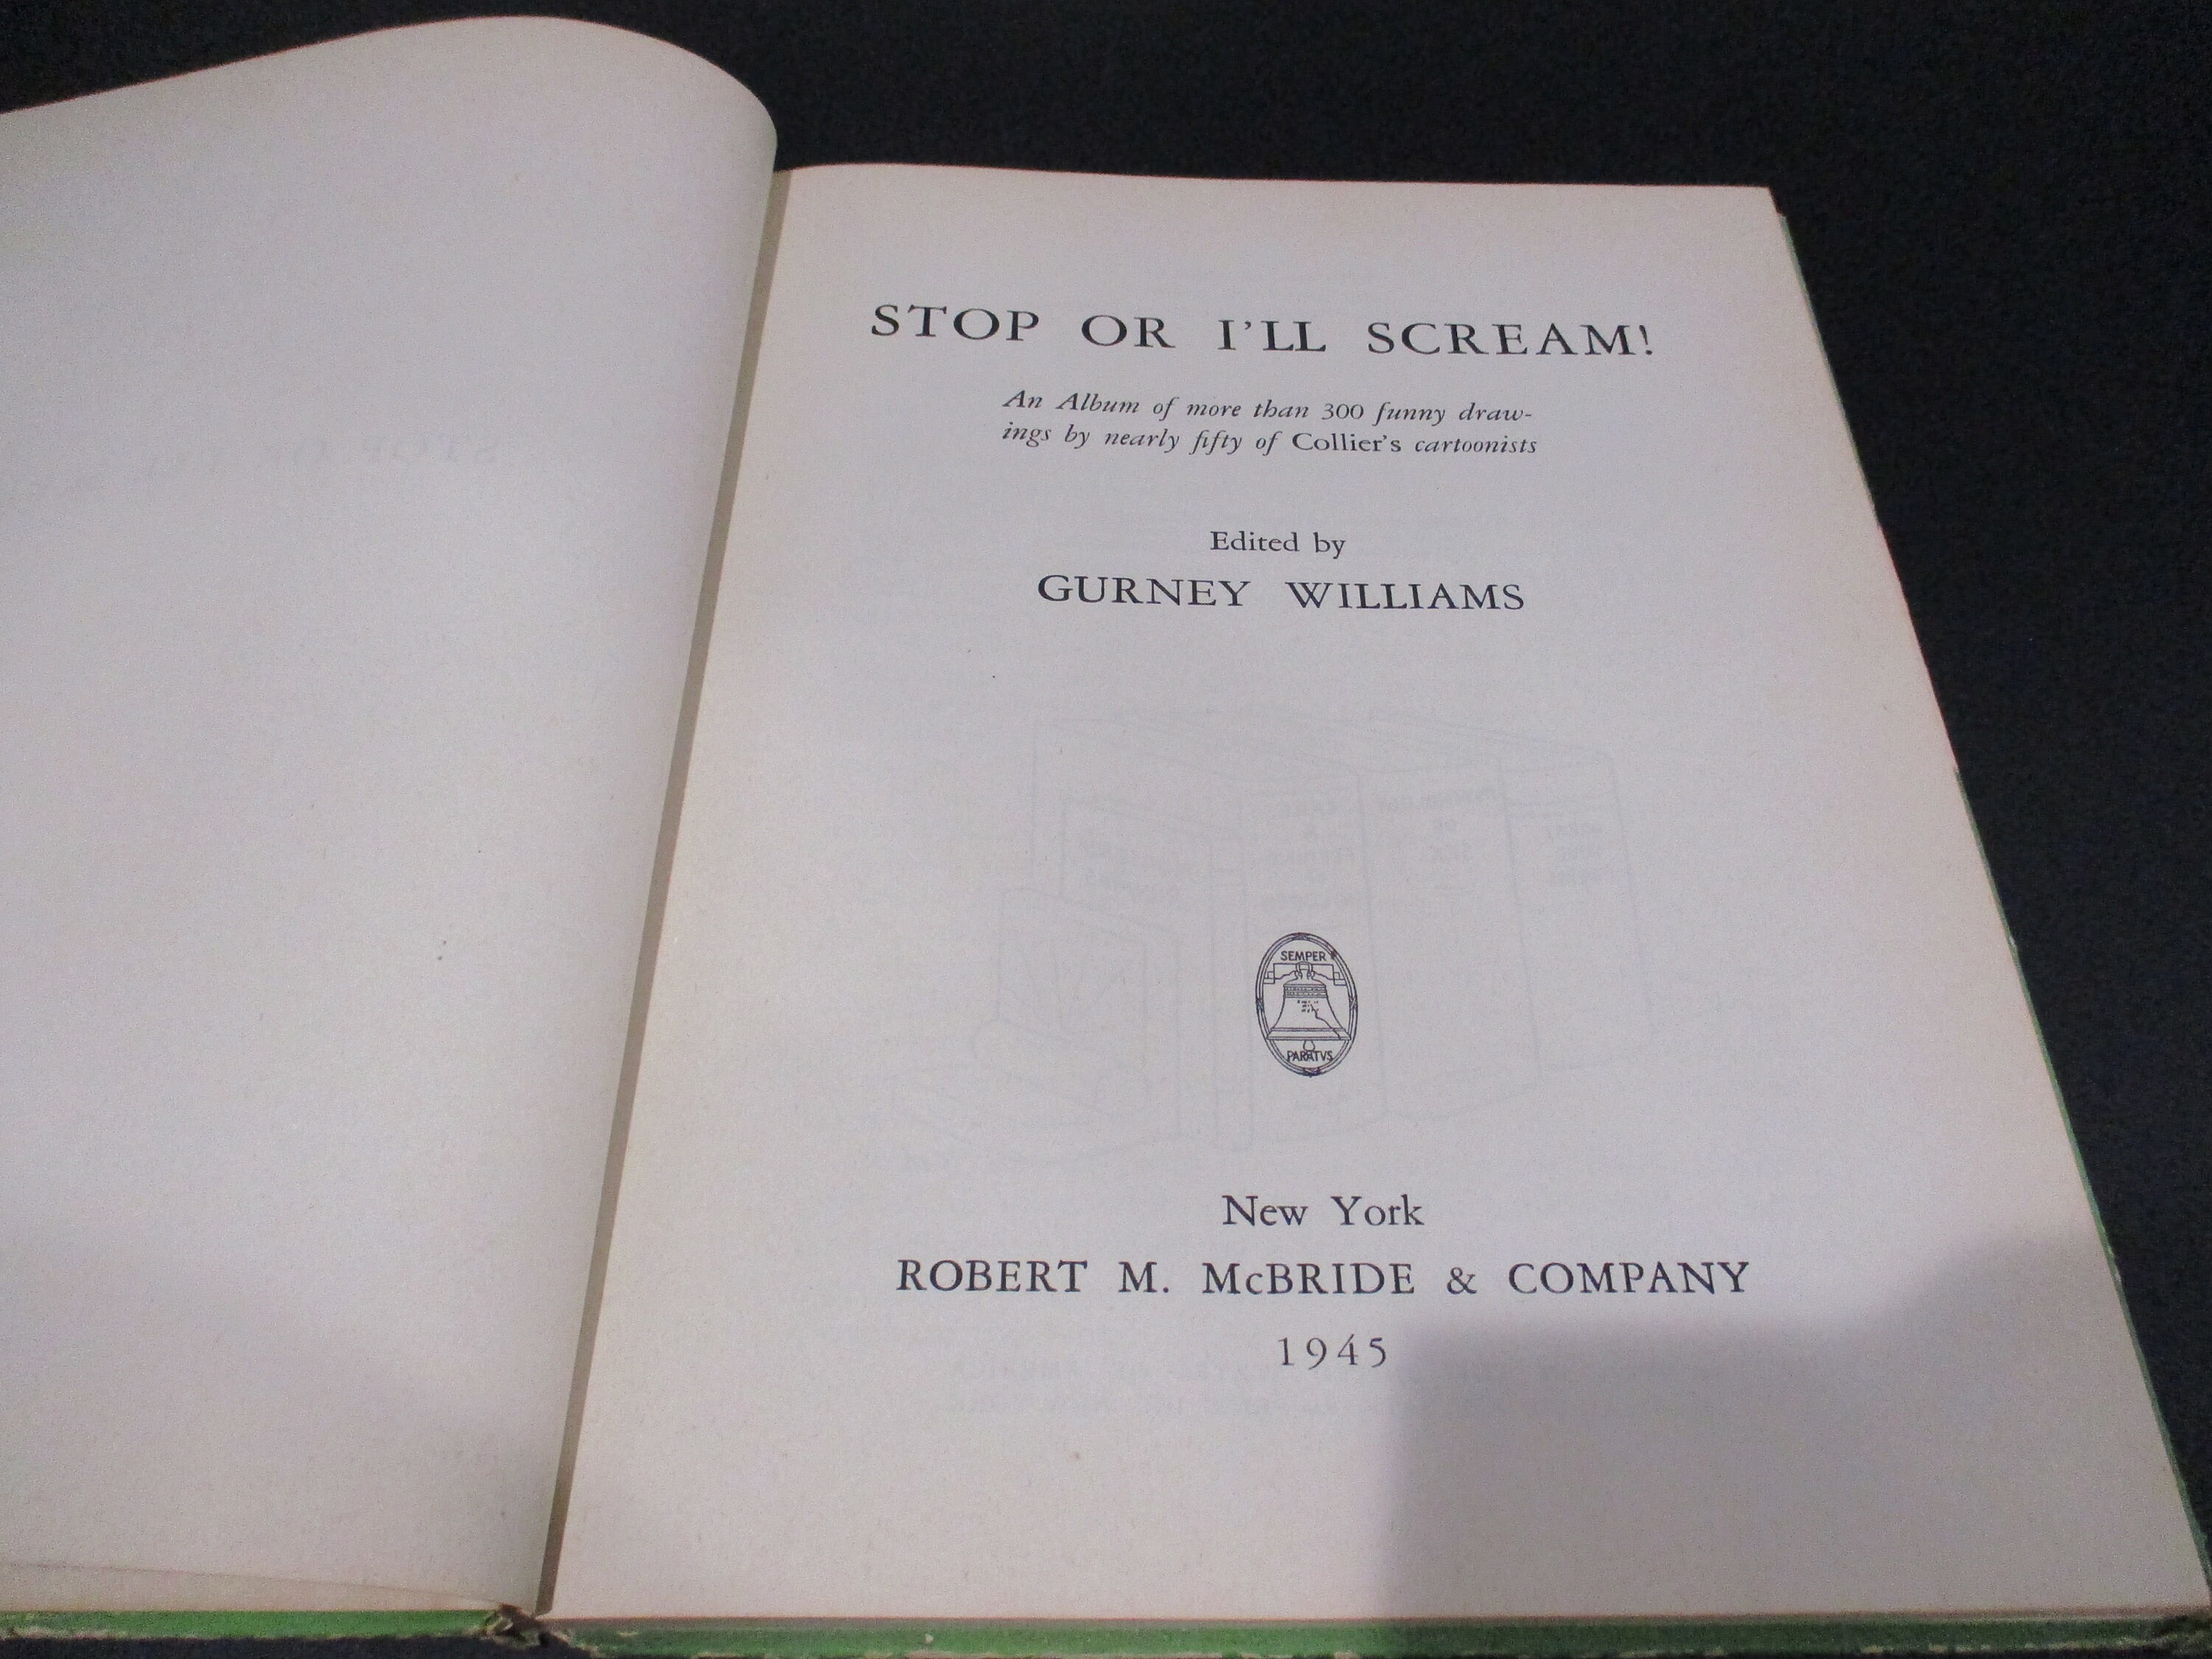 STOP OR I'LL SCREAM!
An Album of more than 300 funny draw-
ings by nearly fifty of Collier's cartoonists
Edited by
GURNEY WILLIAMS
SEMPER
PARATVS
New York
ROBERT M. McBRIDE & COMPANY
1945